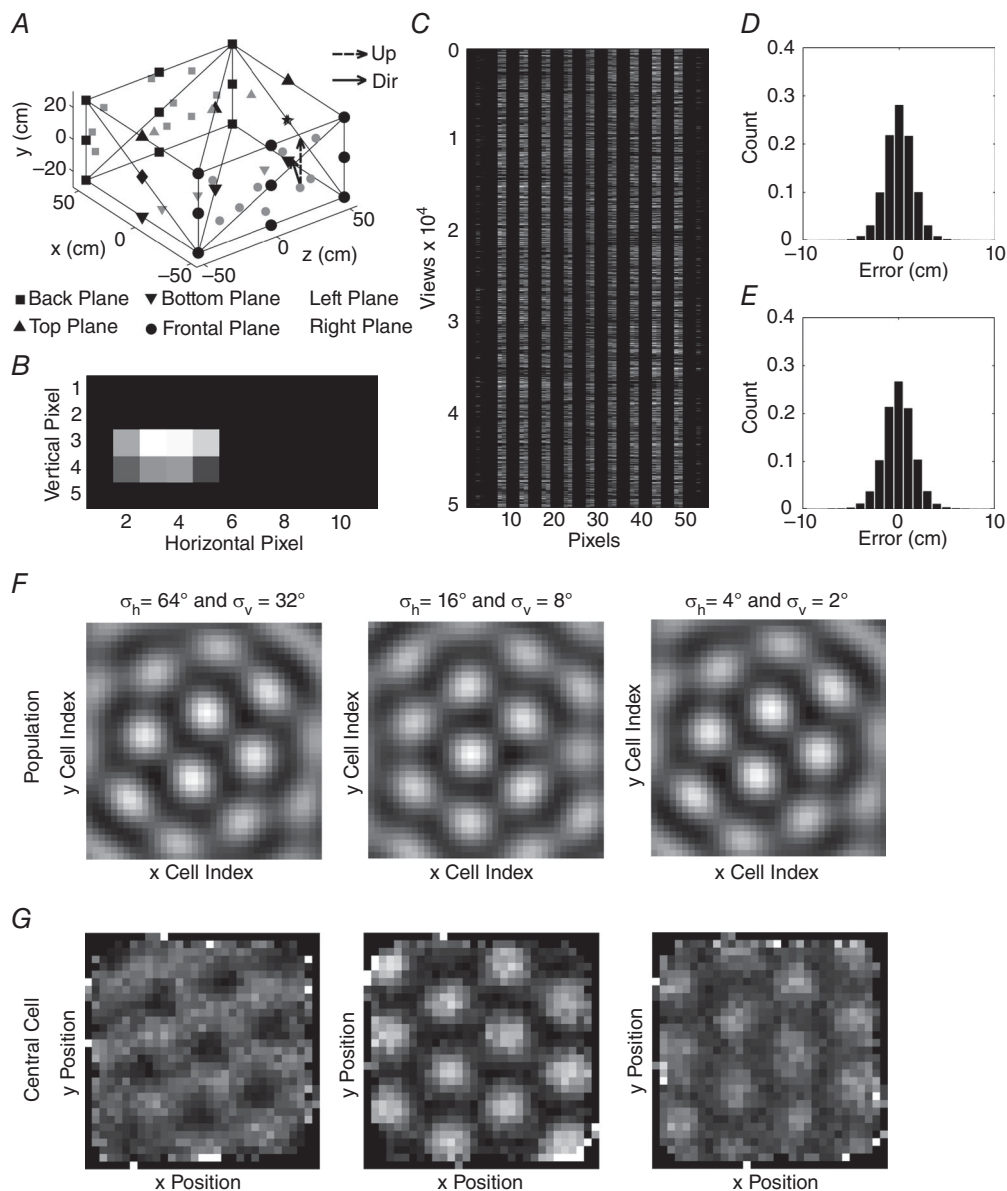 A
Up
Dir
y (cm)
20
0
−20
50
0
−50
x (cm)
−50
0
50
z (cm)
Back Plane
Bottom Plane
Left Plane
Top Plane
Frontal Plane
Right Plane
B
Vertical Pixel
1
2
3
4
5
2
4
6
8
10
Horizontal Pixel
C
Views x 10⁴
0
1
2
3
4
5
10
20
30
40
50
Pixels
D
Count
0.4
0.3
0.2
0.1
0
−10
0
10
Error (cm)
E
Count
0.4
0.3
0.2
0.1
0
−10
0
10
Error (cm)
F
σh= 64° and σv = 32°
σh= 16° and σv = 8°
σh= 4° and σv = 2°
Population
y Cell Index
y Cell Index
y Cell Index
x Cell Index
x Cell Index
x Cell Index
G
Central Cell
y Position
y Position
y Position
x Position
x Position
x Position